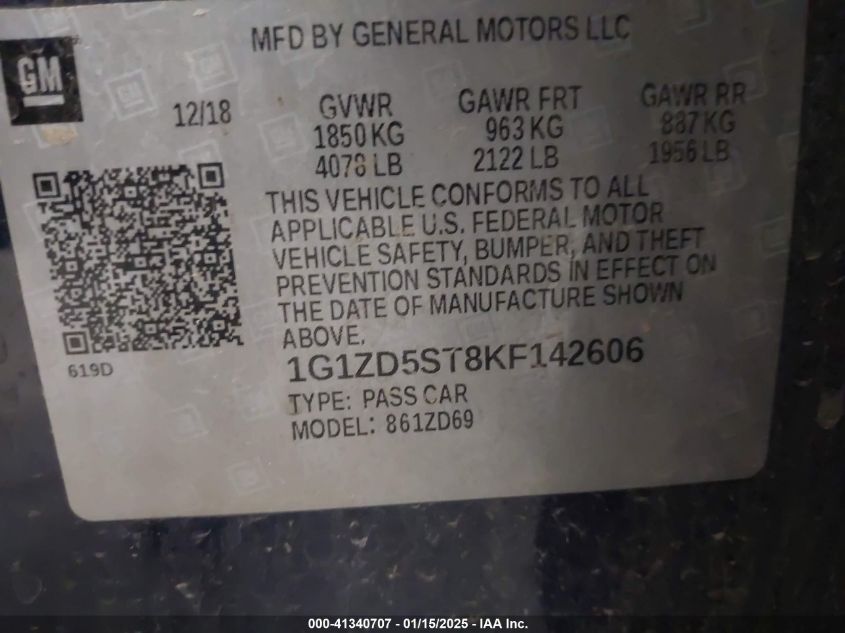 MFD BY GENERAL MOTORS LLC
GM
12/18
GVWR GAWR FRT GAWR RR
1850 KG 963 KG 887 KG
4078 LB 2122 LB 1956 LB
THIS VEHICLE CONFORMS TO ALL
APPLICABLE U.S. FEDERAL MOTOR
VEHICLE SAFETY, BUMPER, AND THEFT
PREVENTION STANDARDS IN EFFECT ON
THE DATE OF MANUFACTURE SHOWN
ABOVE.
619D
1G1ZD5ST8KF142606
TYPE: PASS CAR
MODEL: 861ZD69
000-41340707 - 01/15/2025 - IAA Inc.